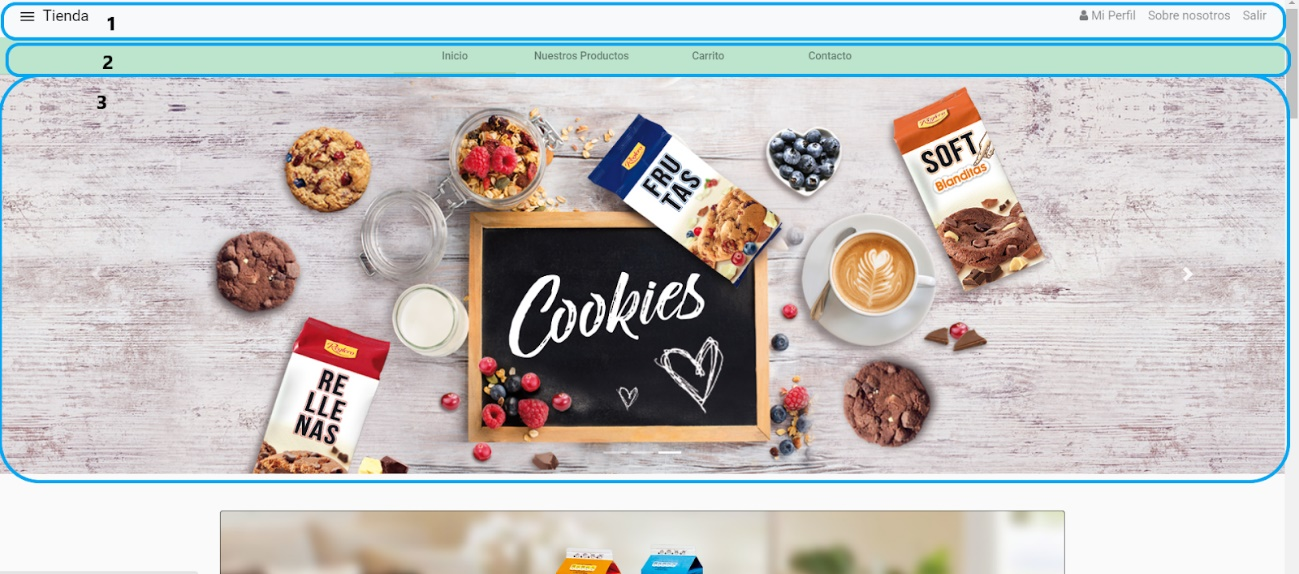 Tienda
1
Mi Perfil Sobre nosotros Salir
2
Inicio Nuestros Productos Carrito Contacto
3
FRU
TAS
SOFT
Blanditas
Cookies
RE
LLE
NAS